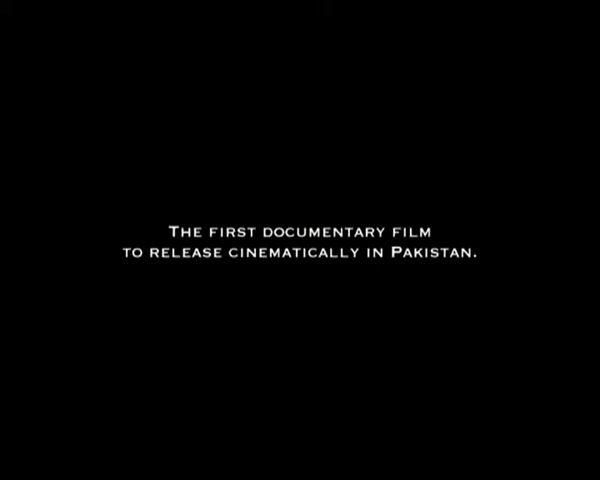 The first documentary film
to release cinematically in Pakistan.